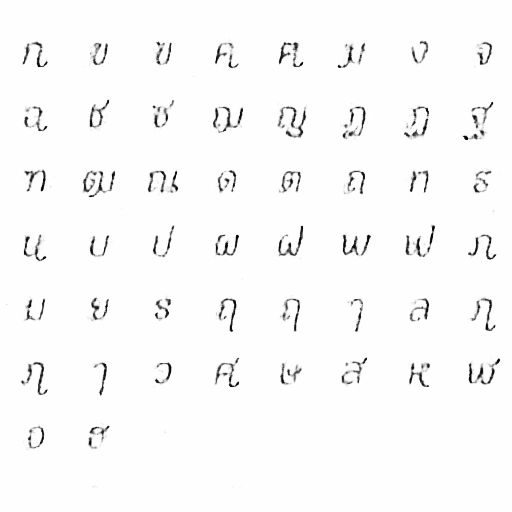 ก ข ฃ ค ฅ ฆ ง จ
ฉ ช ซ ฌ ญ ฎ ฏ ฐ
ฑ ฒ ณ ด ต ถ ท ธ
น บ ป ผ ฝ พ ฟ ภ
ม ย ร ฤ ฤ ๅ ล ฦ
ฦ ๅ ว ศ ษ ส ห ฬ
อ ฮ